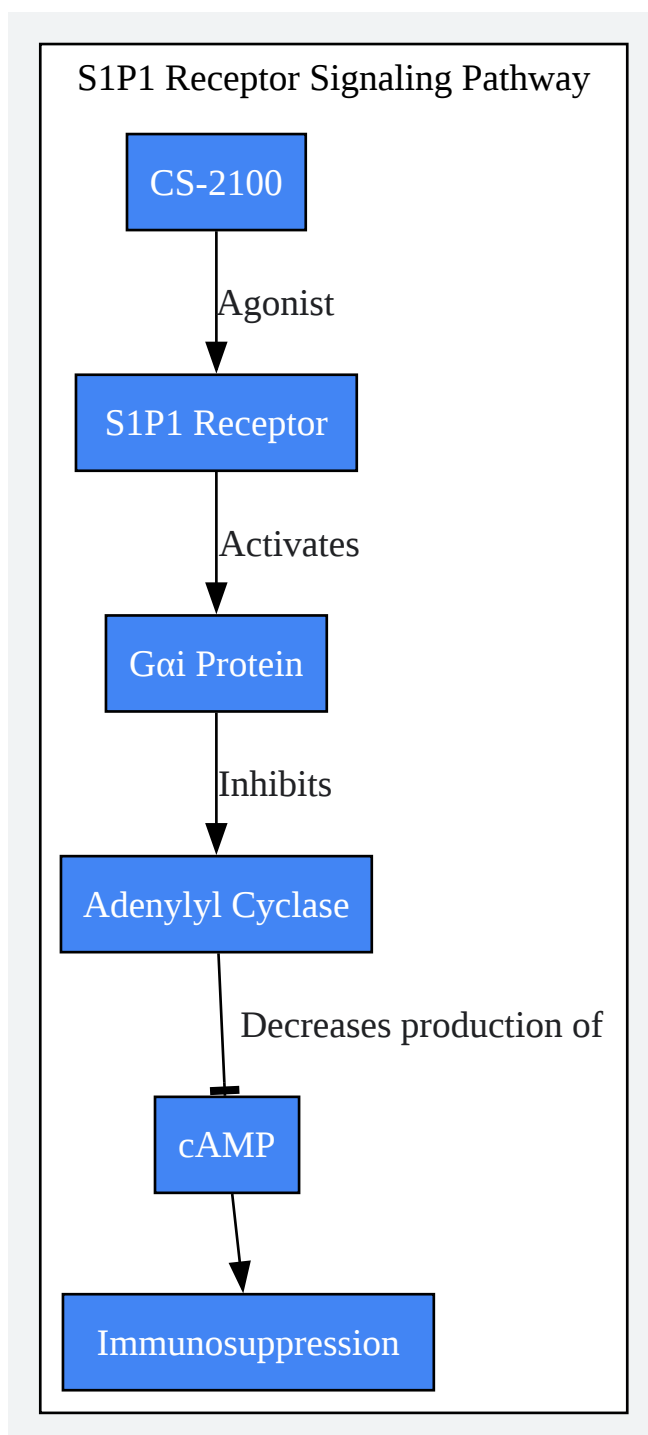 S1P1 Receptor Signaling Pathway
CS-2100
Agonist
S1P1 Receptor
Activates
Gαi Protein
Inhibits
Adenylyl Cyclase
Decreases production of
cAMP
Immunosuppression